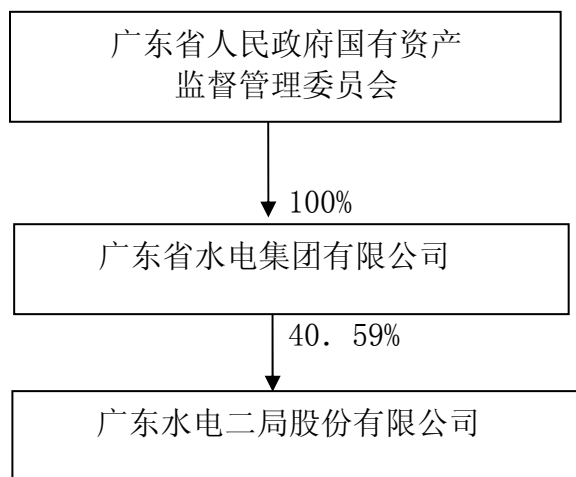 广东省人民政府国有资产
监督管理委员会
100%
广东省水电集团有限公司
40．59%
广东水电二局股份有限公司